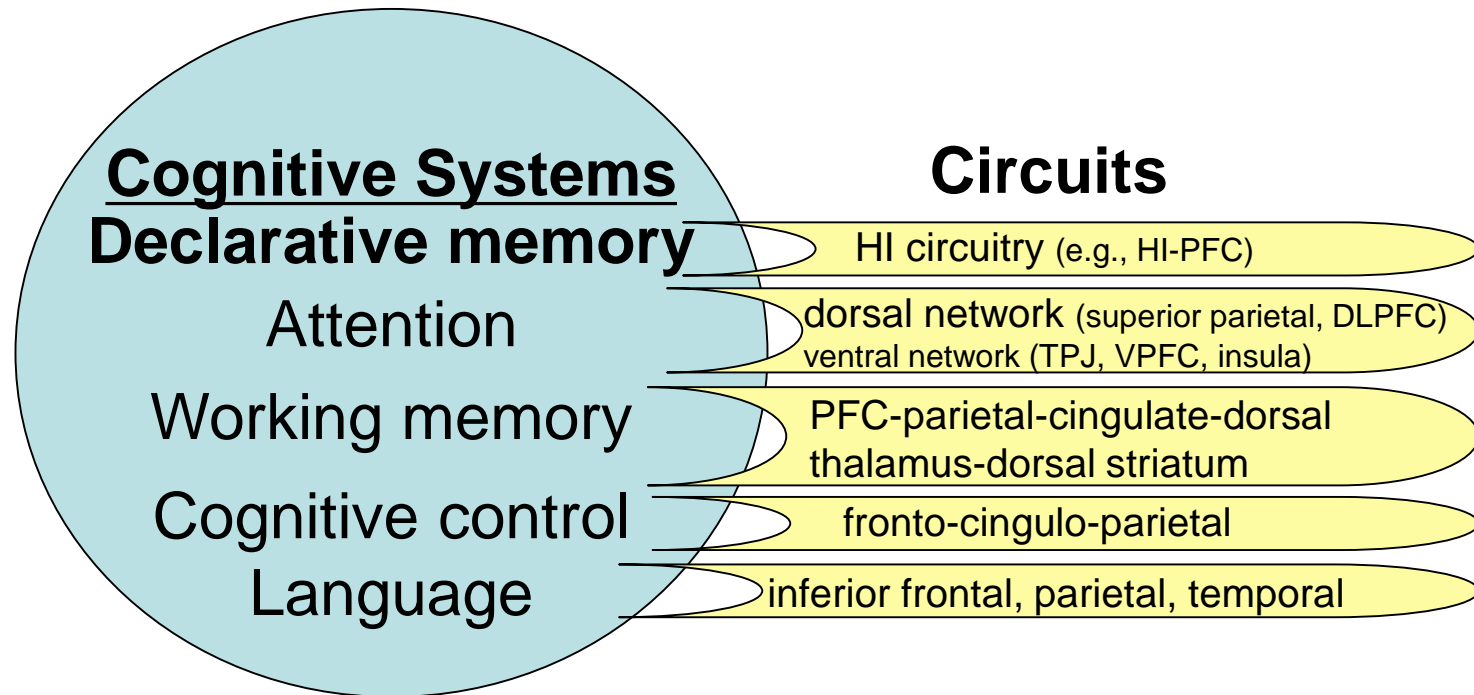 Cognitive Systems
Circuits
Declarative memory
HI circuitry (e.g., HI-PFC)
Attention
dorsal network (superior parietal, DLPFC)
ventral network (TPJ, VPFC, insula)
Working memory
PFC-parietal-cingulate-dorsal
thalamus-dorsal striatum
Cognitive control
fronto-cingulo-parietal
Language
inferior frontal, parietal, temporal